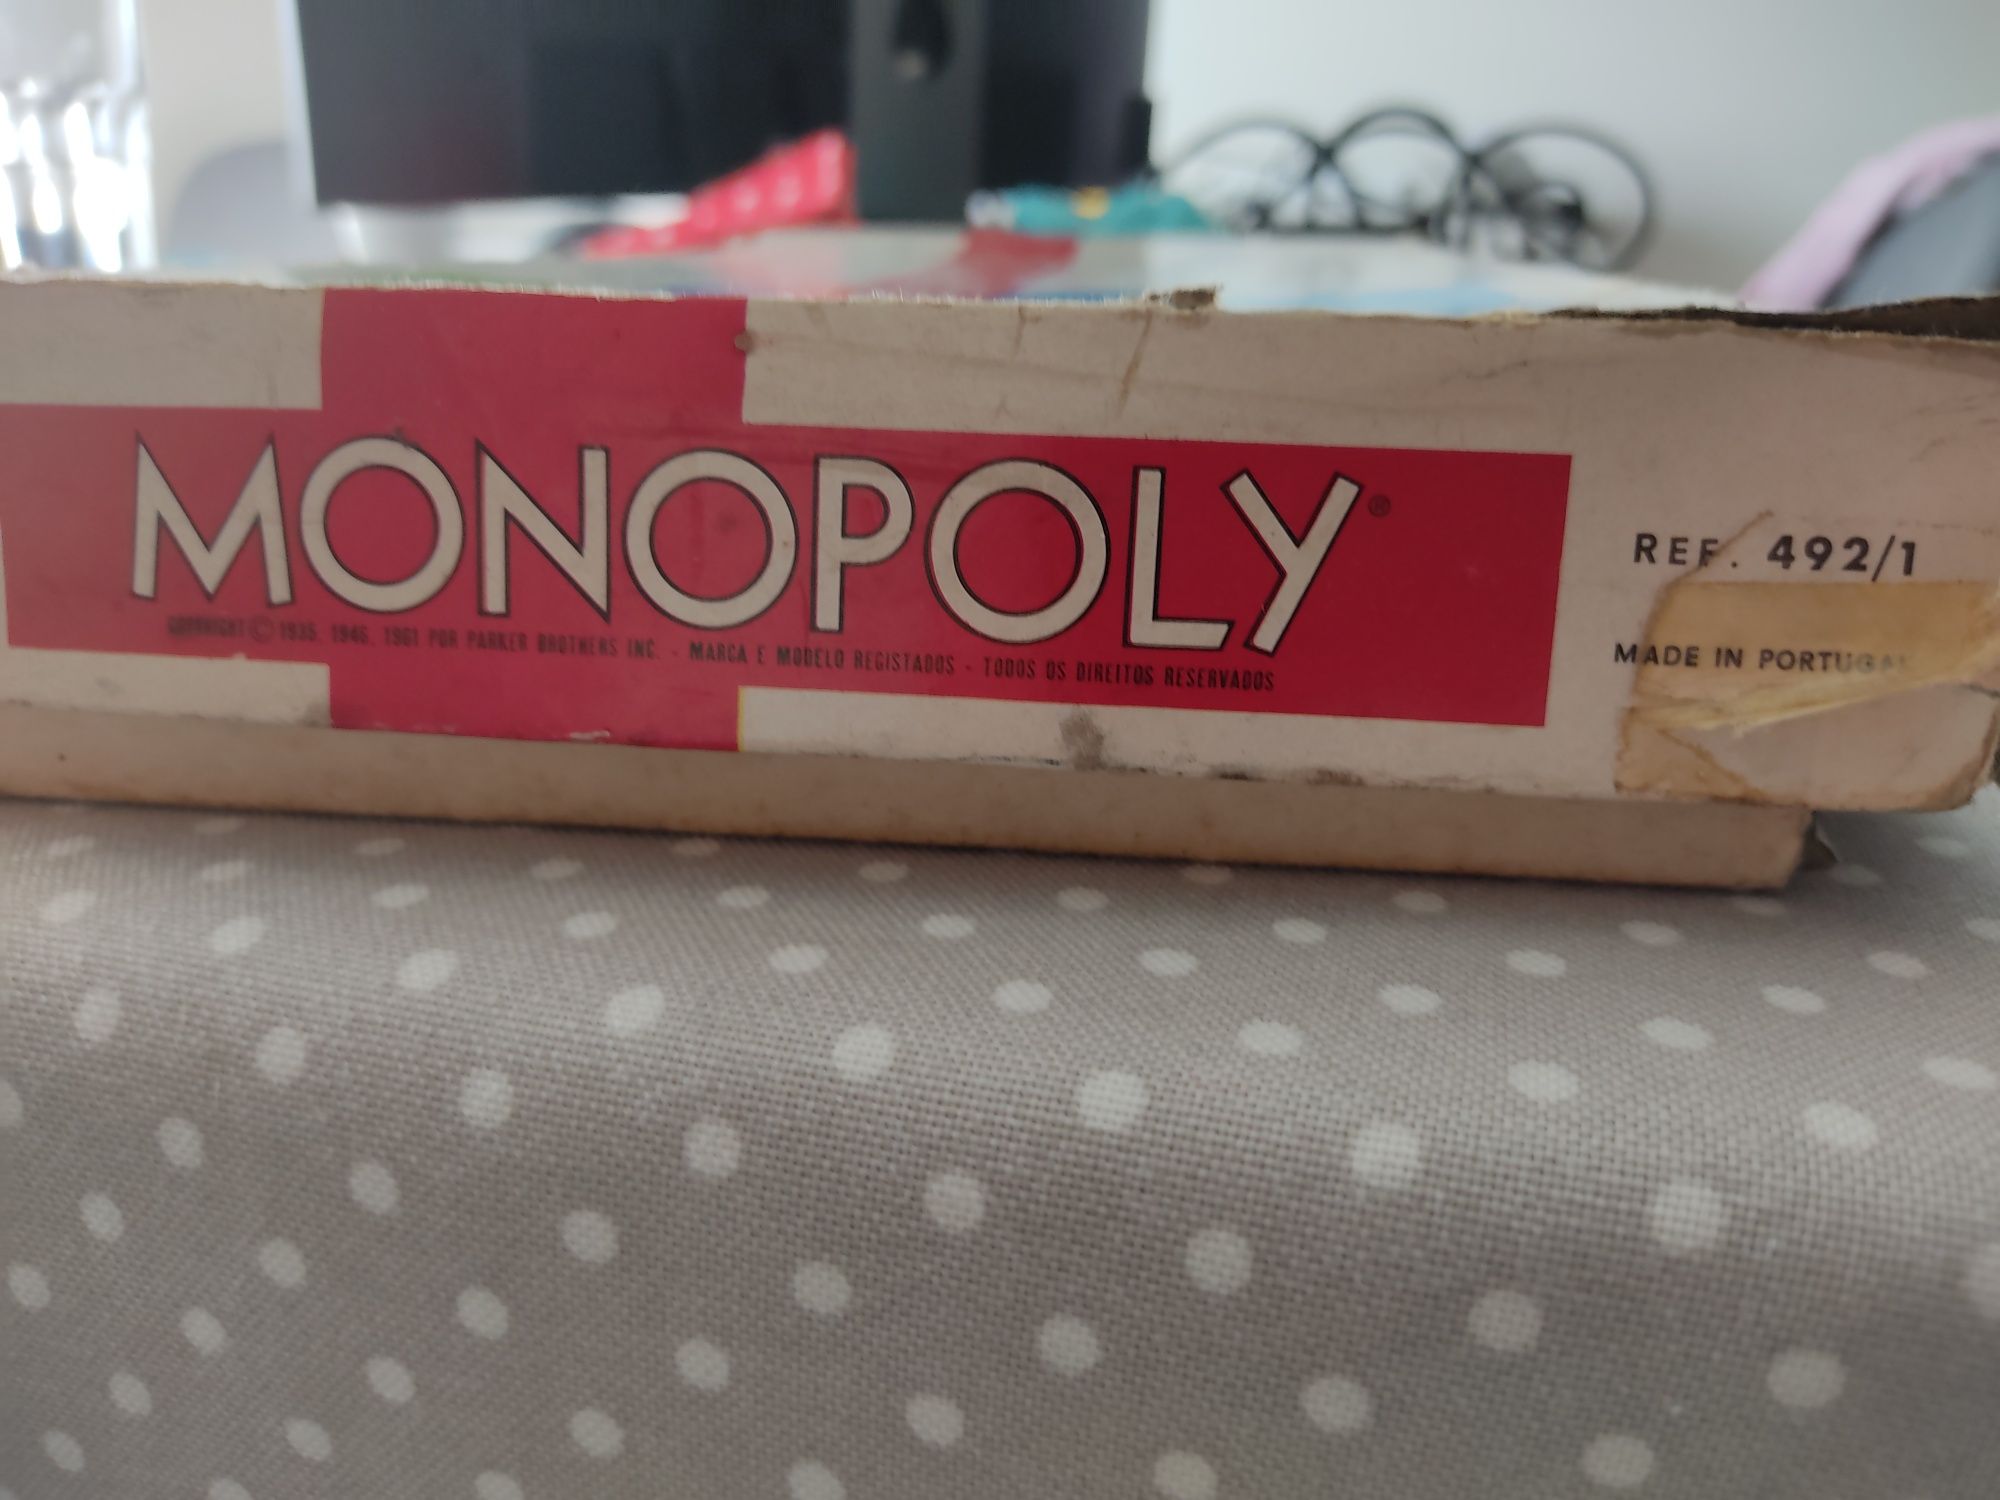 MONOPOLY®
COPYRIGHT © 1935, 1946, 1961 POR PARKER BROTHERS INC. - MARCA E MODELO REGISTADOS - TODOS OS DIREITOS RESERVADOS
REF. 492/1
MADE IN PORTUGAL